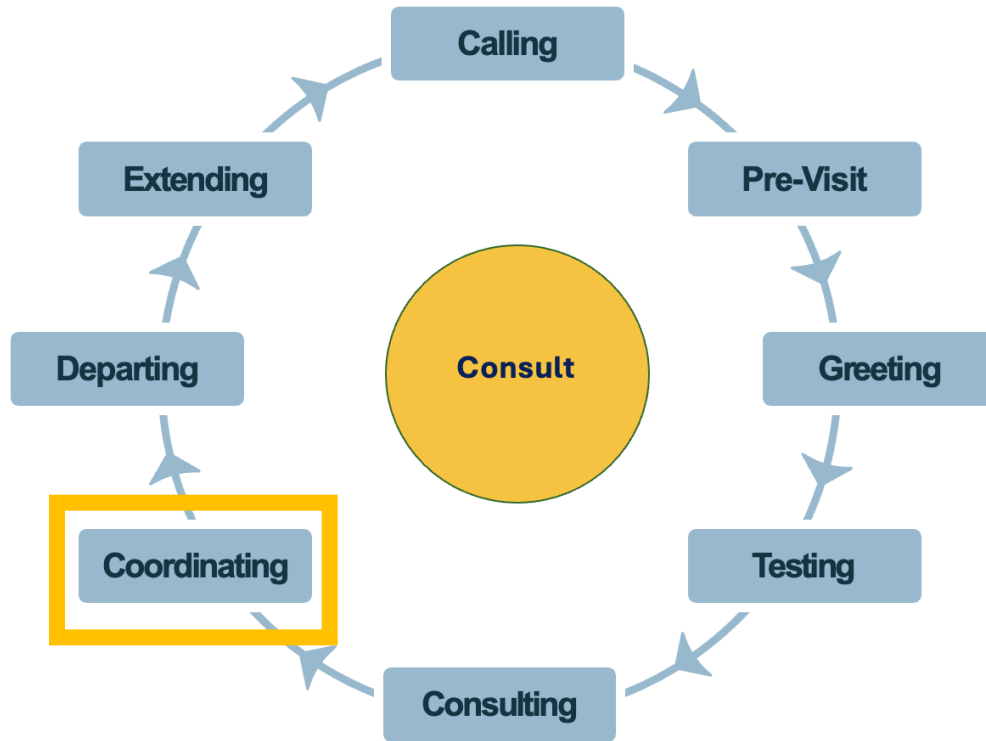 Calling
Pre-Visit
Greeting
Testing
Consulting
Coordinating
Departing
Extending
Consult